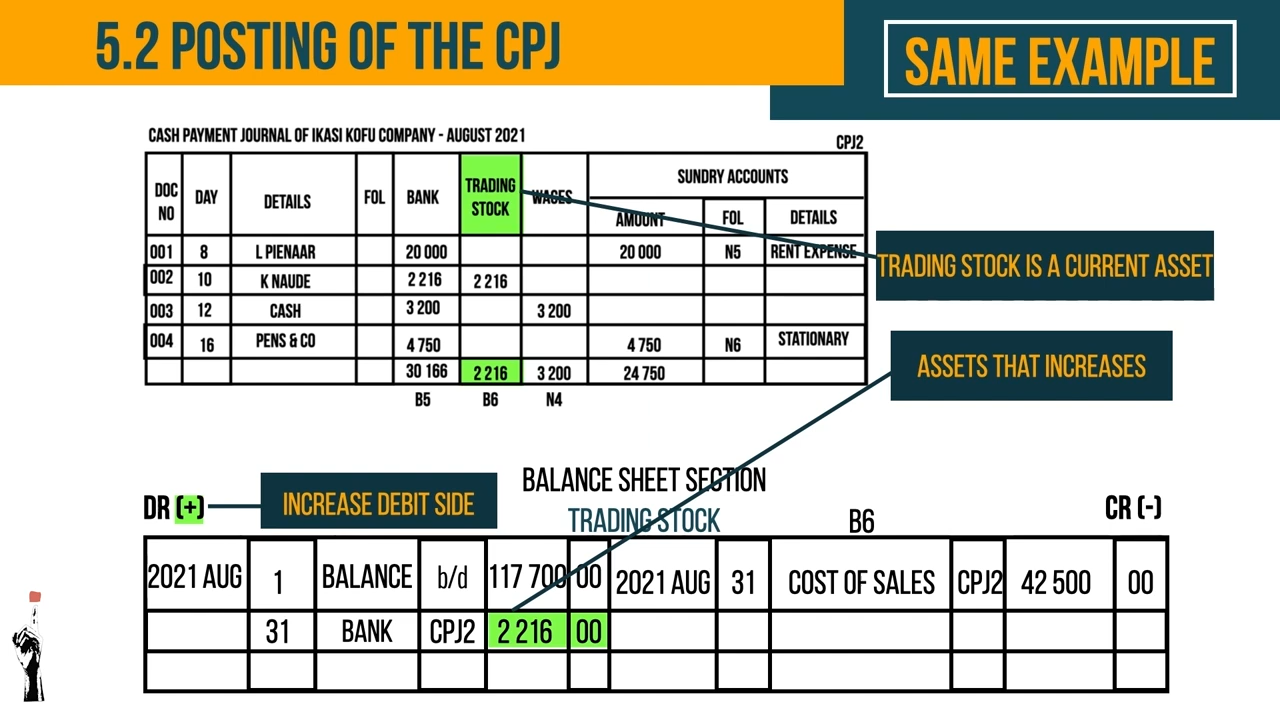 5.2 POSTING OF THE CPJ
SAME EXAMPLE
CASH PAYMENT JOURNAL OF IKASI KOFU COMPANY - AUGUST 2021
CPJ2
DOC NO DAY DETAILS FOL BANK TRADING STOCK WAGES SUNDRY ACCOUNTS
AMOUNT FOL DETAILS
001 8 L PIENAAR 20 000 20 000 N5 RENT EXPENSE
002 10 K NAUDE 2 216 2 216
003 12 CASH 3 200 3 200
004 16 PENS & CO 4 750 4 750 N6 STATIONARY
30 166 2 216 3 200 24 750
B5 B6 N4
TRADING STOCK IS A CURRENT ASSET
ASSETS THAT INCREASES
BALANCE SHEET SECTION
DR (+) INCREASE DEBIT SIDE TRADING STOCK B6 CR (-)
2021 AUG 1 BALANCE b/d 117 700 00 2021 AUG 31 COST OF SALES CPJ2 42 500 00
31 BANK CPJ2 2 216 00